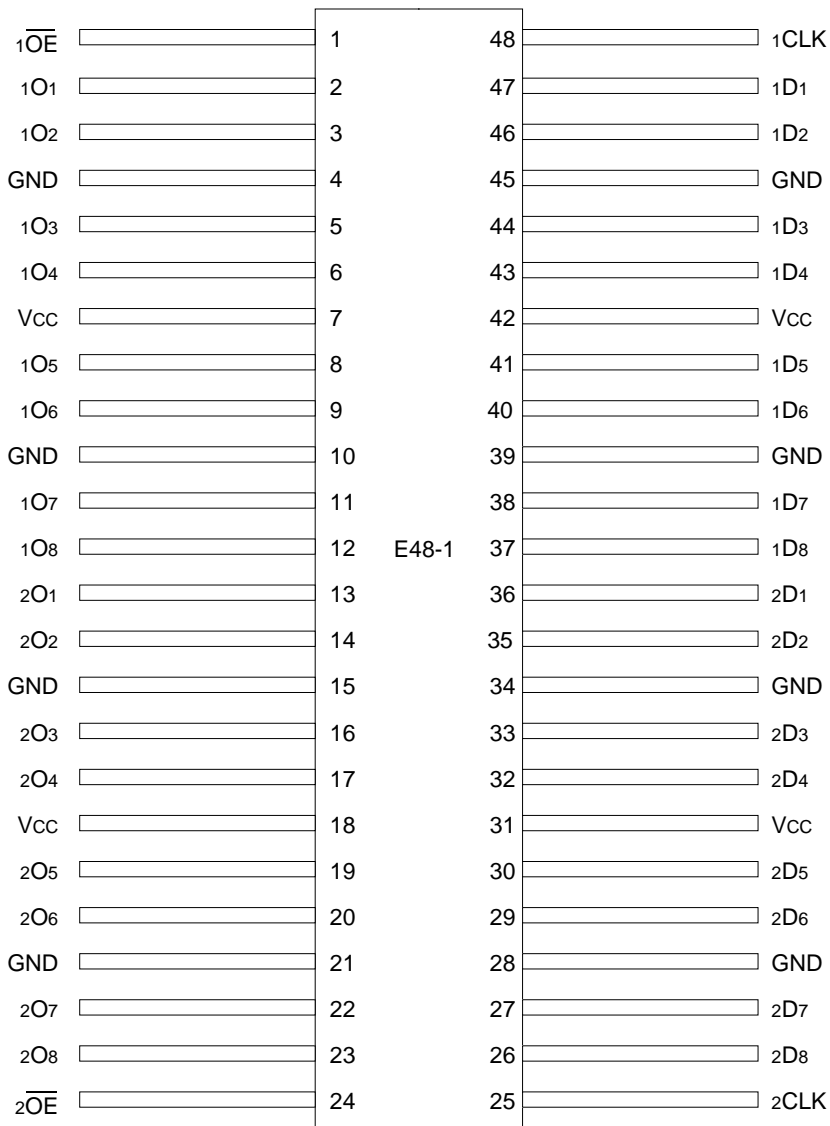 1O̅E̅ 1 48 1CLK
1O1 2 47 1D1
1O2 3 46 1D2
GND 4 45 GND
1O3 5 44 1D3
1O4 6 43 1D4
VCC 7 42 VCC
1O5 8 41 1D5
1O6 9 40 1D6
GND 10 39 GND
1O7 11 38 1D7
1O8 12 E48-1 37 1D8
2O1 13 36 2D1
2O2 14 35 2D2
GND 15 34 GND
2O3 16 33 2D3
2O4 17 32 2D4
VCC 18 31 VCC
2O5 19 30 2D5
2O6 20 29 2D6
GND 21 28 GND
2O7 22 27 2D7
2O8 23 26 2D8
2O̅E̅ 24 25 2CLK